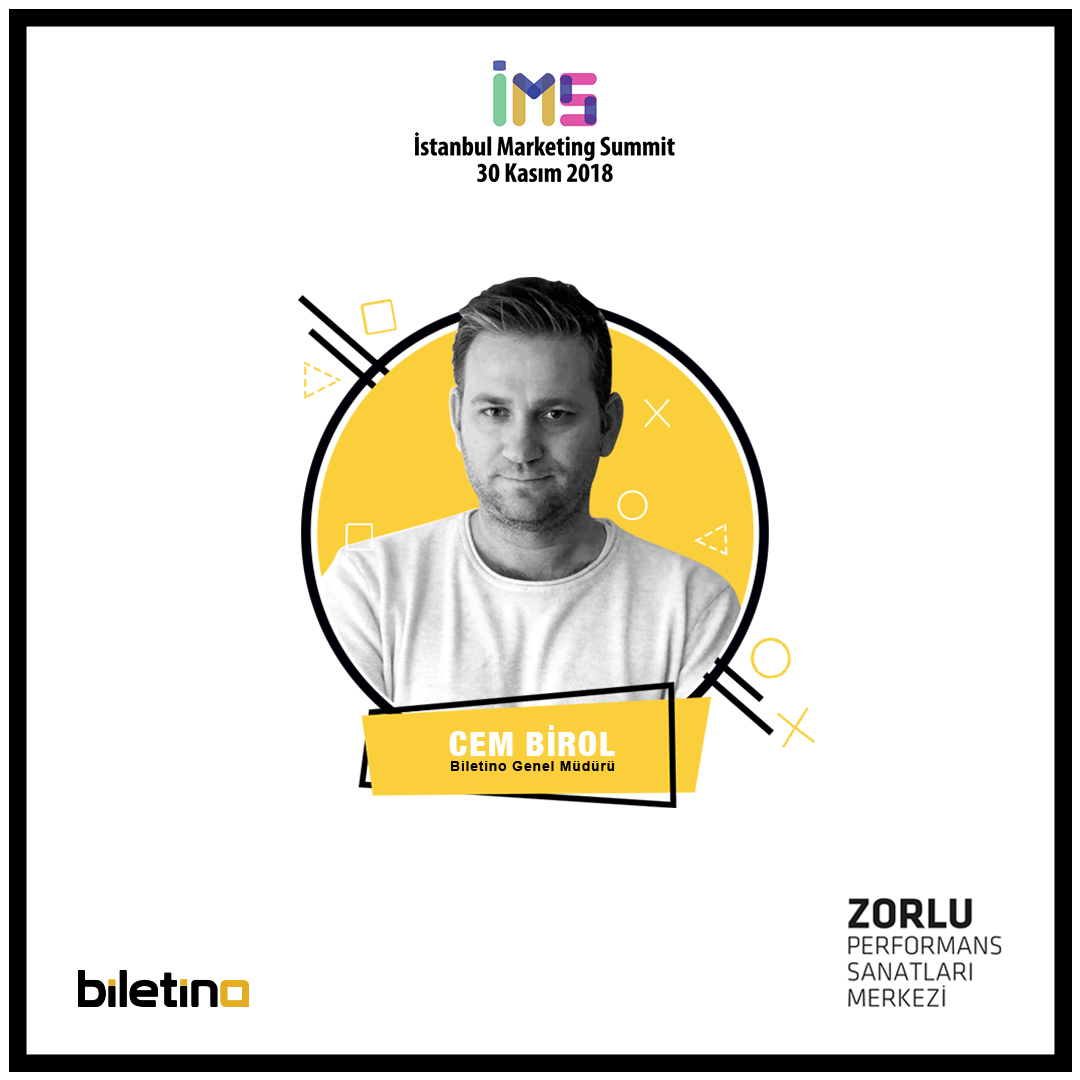 İMS
İstanbul Marketing Summit
30 Kasım 2018
CEM BİROL
Biletino Genel Müdürü
biletino
ZORLU
PERFORMANS
SANATLARI
MERKEZİ